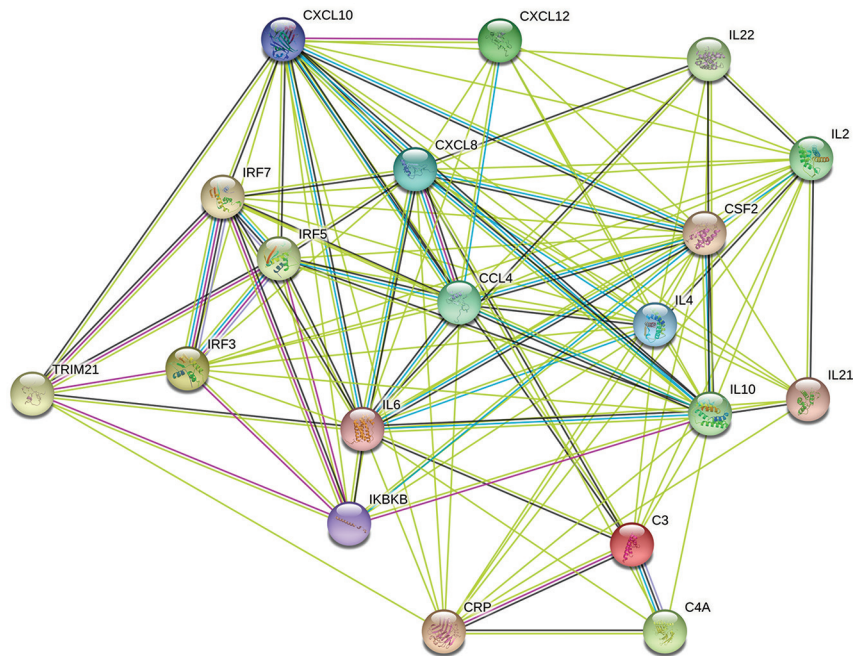 CXCL10
CXCL12
IL22
IL2
CXCL8
IRF7
CSF2
IRF5
CCL4
IL4
TRIM21
IRF3
IL21
IL10
IL6
IKBKB
C3
CRP
C4A